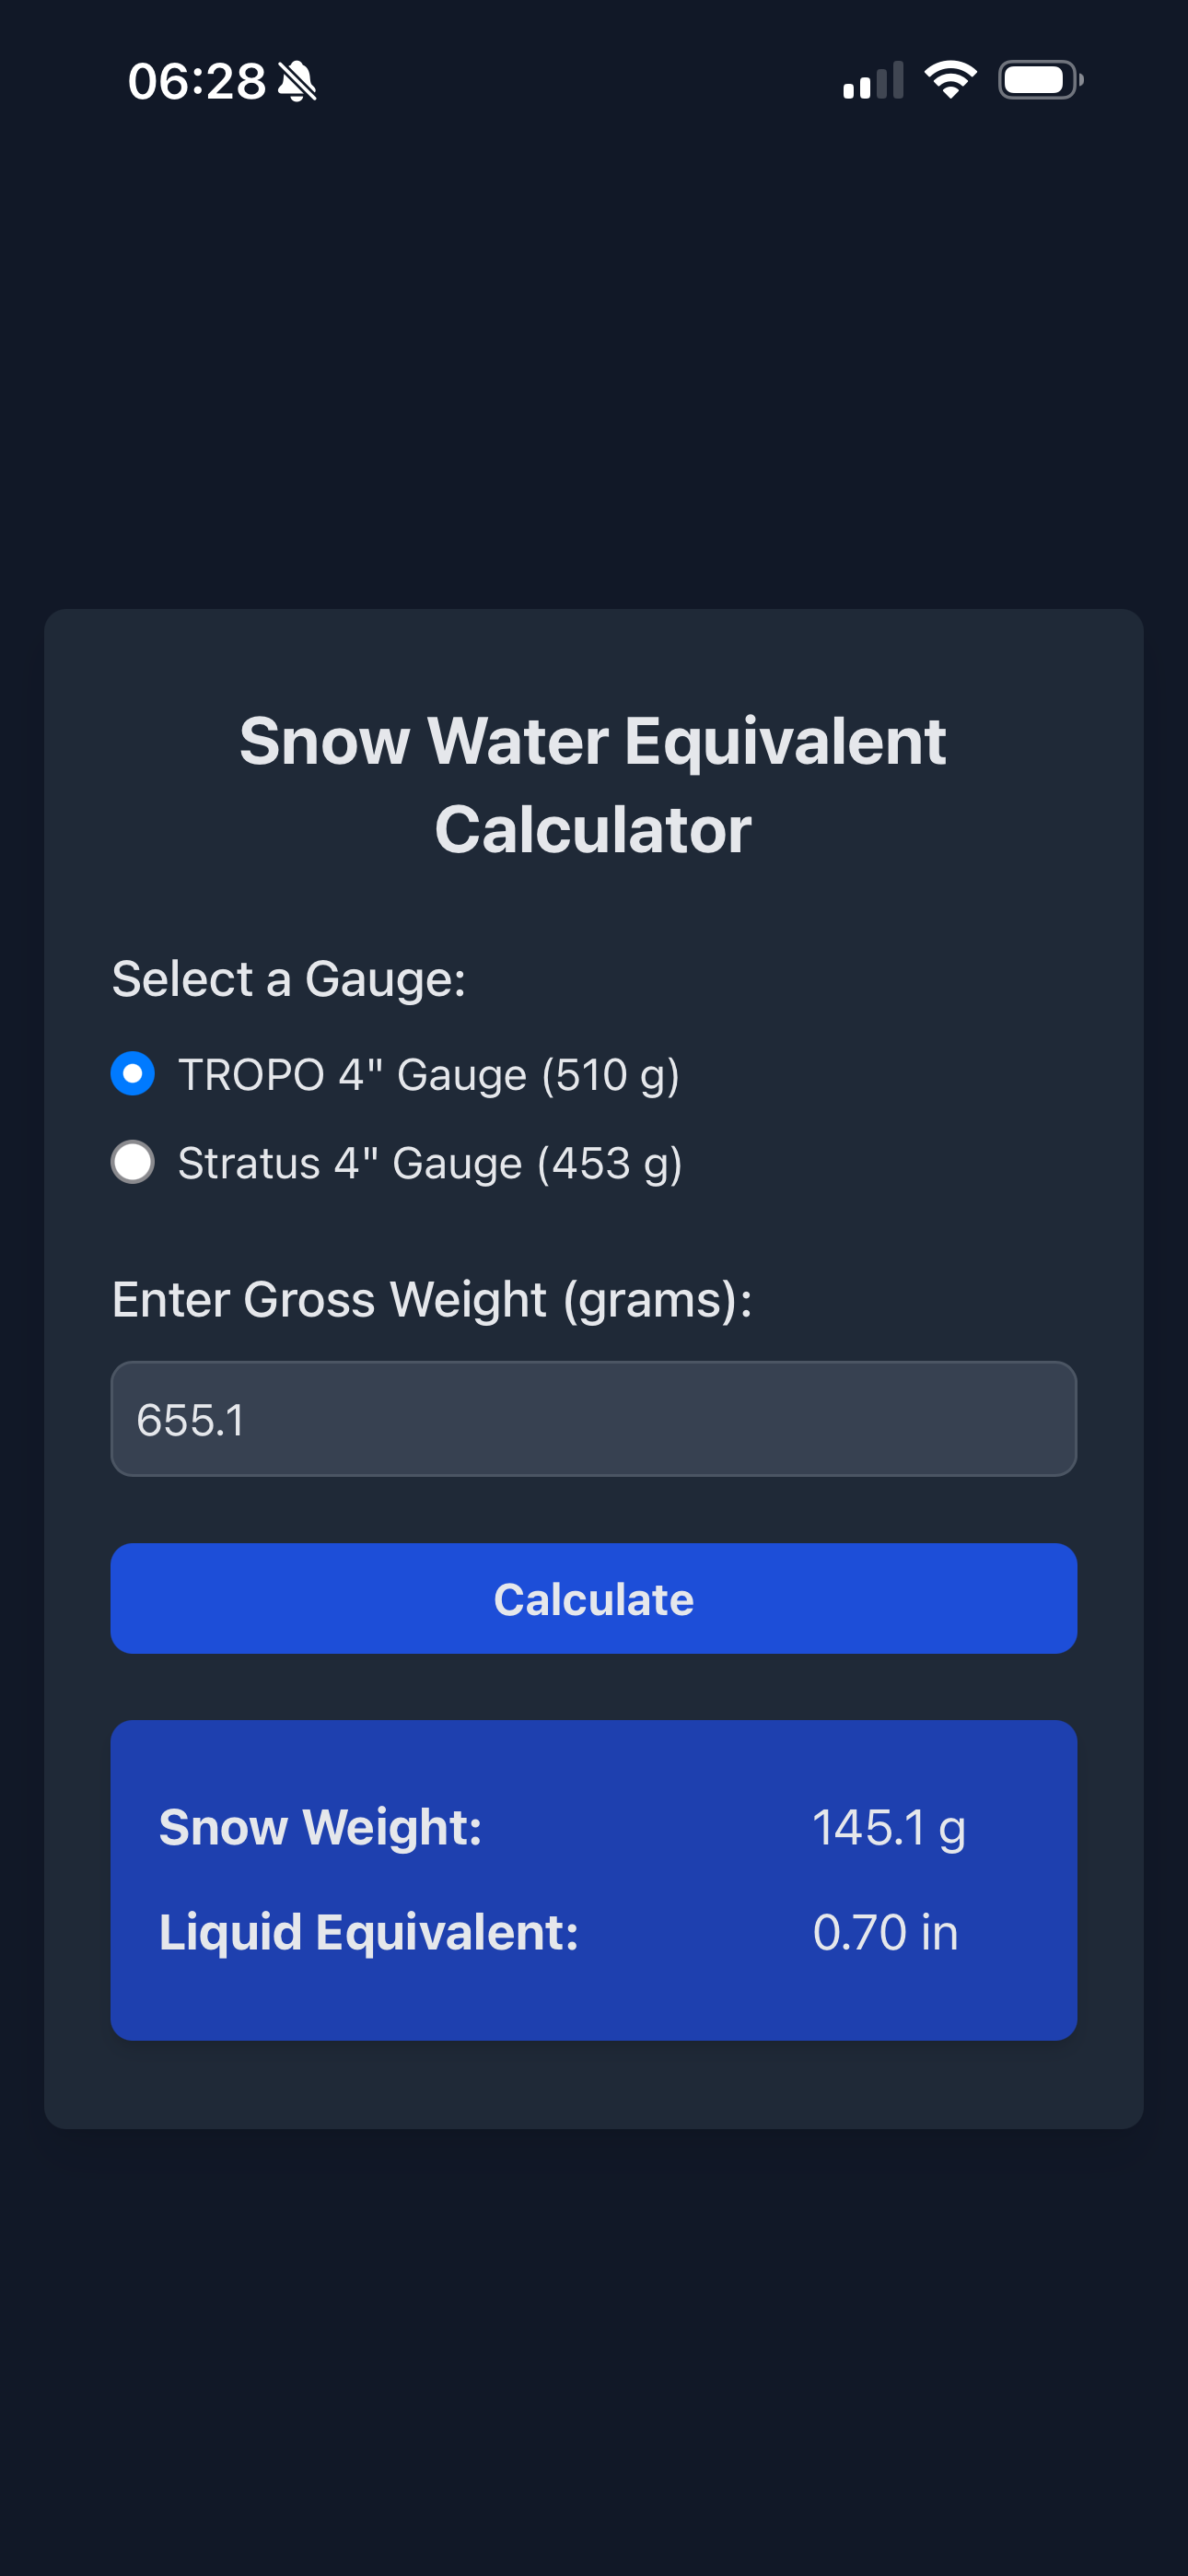 06:28
Snow Water Equivalent
Calculator
Select a Gauge:
TROPO 4" Gauge (510 g)
Stratus 4" Gauge (453 g)
Enter Gross Weight (grams):
655.1
Calculate
Snow Weight: 145.1 g
Liquid Equivalent: 0.70 in